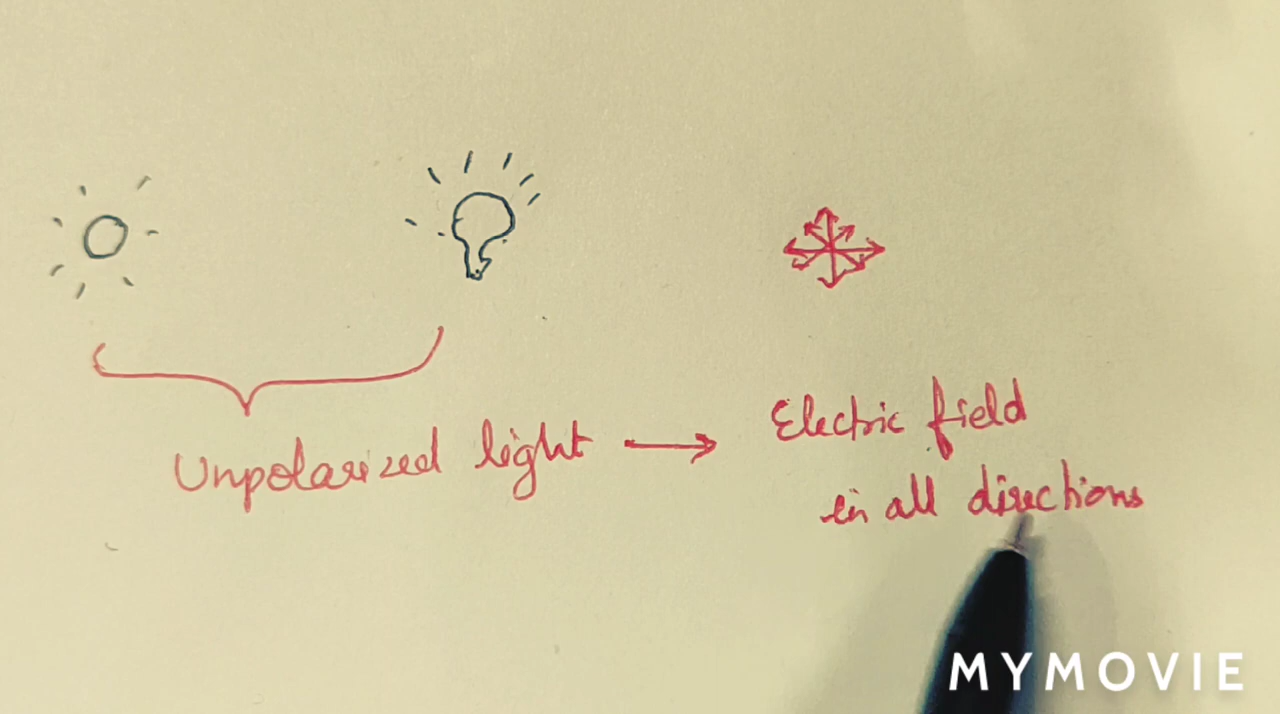 Unpolarized light → Electric field
in all directions
MYMOVIE